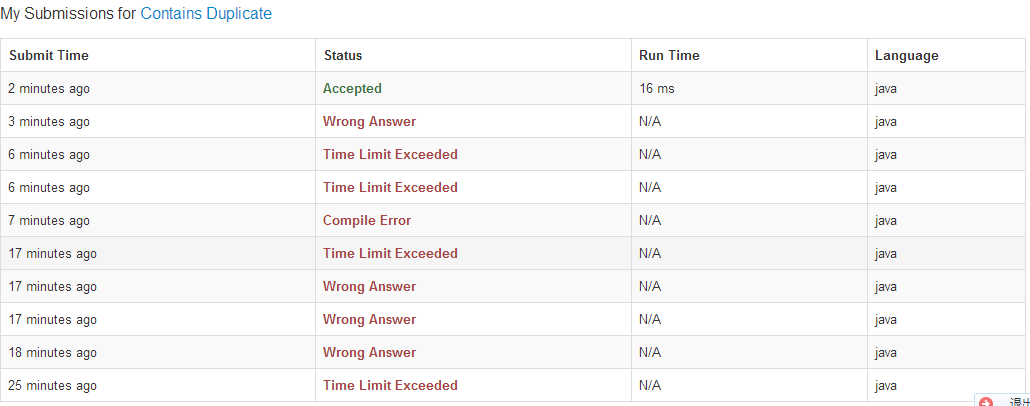 My Submissions for Contains Duplicate
Submit Time Status Run Time Language
2 minutes ago Accepted 16 ms java
3 minutes ago Wrong Answer N/A java
6 minutes ago Time Limit Exceeded N/A java
6 minutes ago Time Limit Exceeded N/A java
7 minutes ago Compile Error N/A java
17 minutes ago Time Limit Exceeded N/A java
17 minutes ago Wrong Answer N/A java
17 minutes ago Wrong Answer N/A java
18 minutes ago Wrong Answer N/A java
25 minutes ago Time Limit Exceeded N/A java
退出